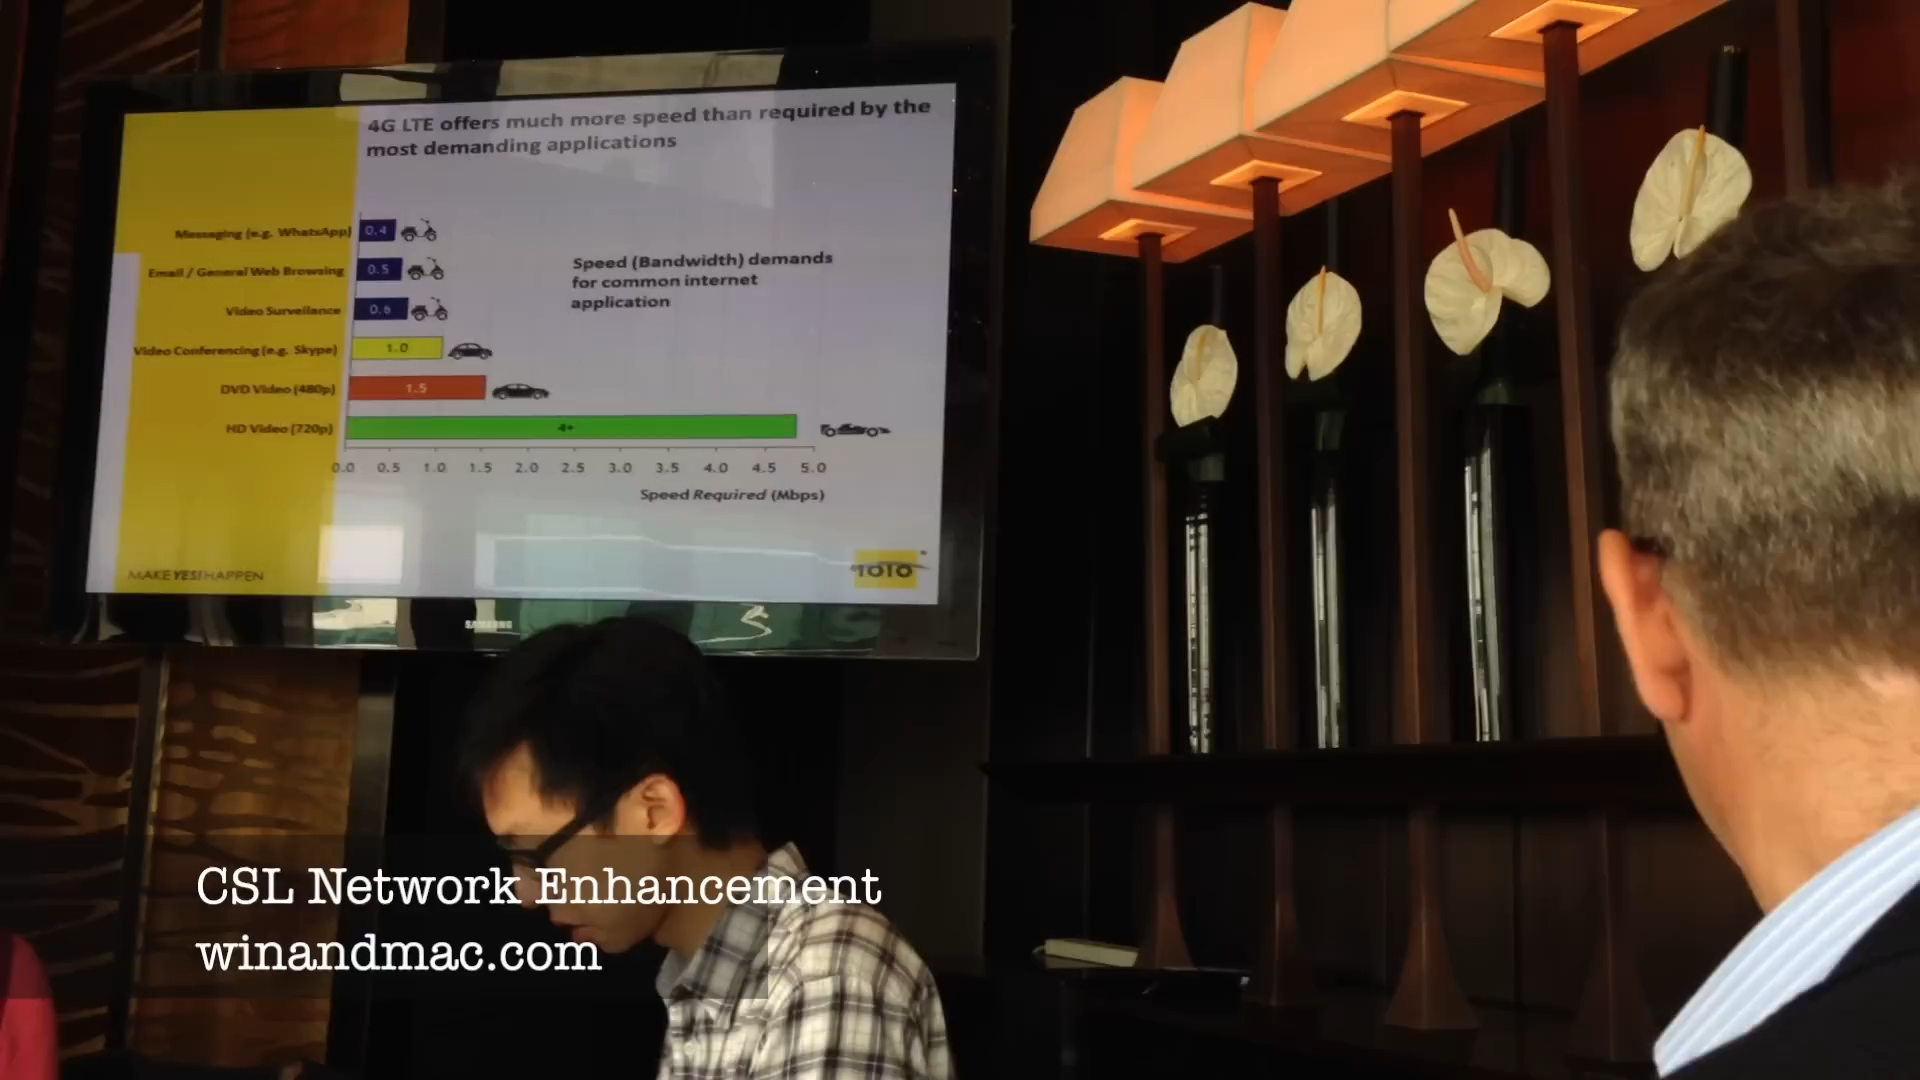 4G LTE offers much more speed than required by the
most demanding applications
Messaging (e.g. WhatsApp)
0.4
Email / General Web Browsing
0.5
Video Surveilance
0.6
Video Conferencing (e.g. Skype)
1.0
DVD Video (480p)
1.5
HD Video (720p)
4+
Speed (Bandwidth) demands
for common internet
application
0.0 0.5 1.0 1.5 2.0 2.5 3.0 3.5 4.0 4.5 5.0
Speed Required (Mbps)
MAKE YES! HAPPEN
1O1O
SAMSUNG
CSL Network Enhancement
winandmac.com